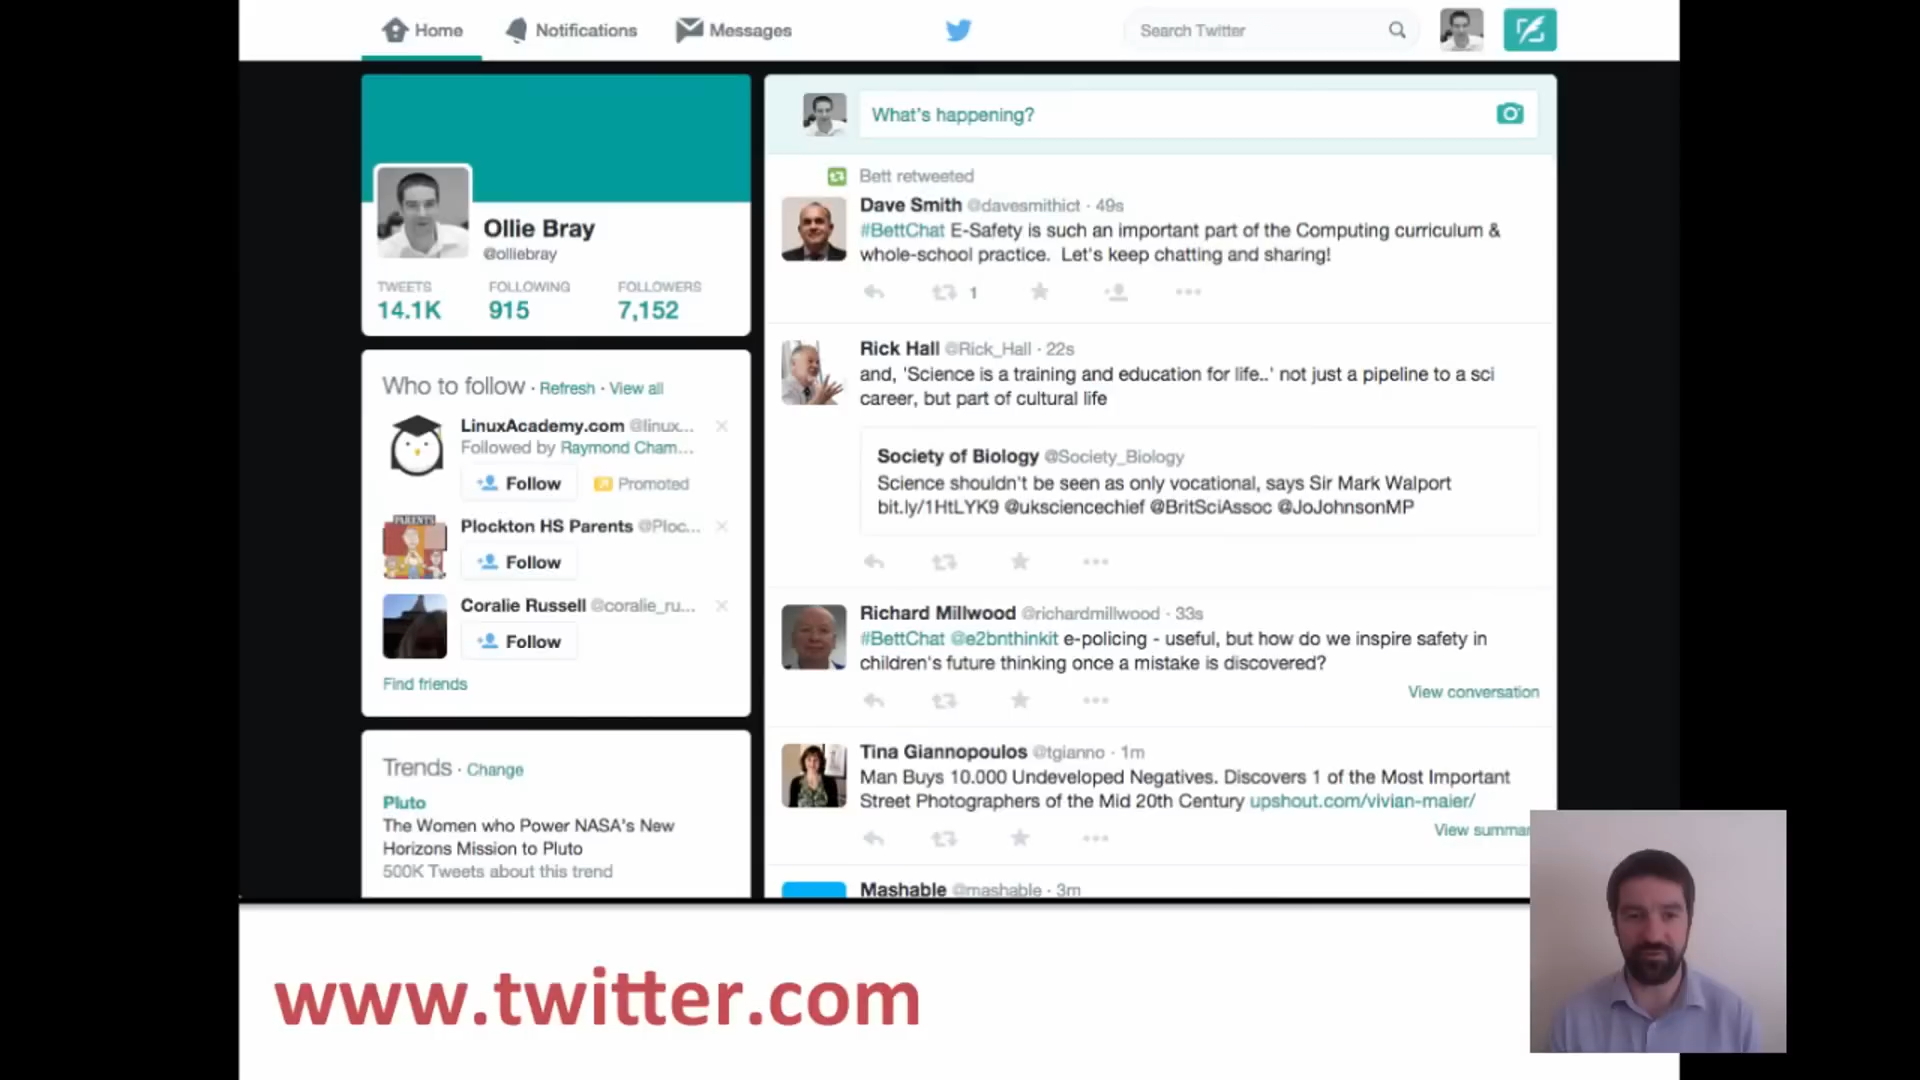 Home Notifications Messages Search Twitter
Ollie Bray
@olliebray
TWEETS FOLLOWING FOLLOWERS
14.1K 915 7,152
Who to follow · Refresh · View all
LinuxAcademy.com @linux...
Followed by Raymond Cham...
Follow Promoted
PARENTS
Plockton HS Parents @Ploc...
Follow
Coralie Russell @coralie_ru...
Follow
Find friends
Trends · Change
Pluto
The Women who Power NASA's New
Horizons Mission to Pluto
500K Tweets about this trend
What's happening?
Bett retweeted
Dave Smith @davesmithict · 49s
#BettChat E-Safety is such an important part of the Computing curriculum &
whole-school practice. Let's keep chatting and sharing!
1
Rick Hall @Rick_Hall · 22s
and, 'Science is a training and education for life..' not just a pipeline to a sci
career, but part of cultural life
Society of Biology @Society_Biology
Science shouldn't be seen as only vocational, says Sir Mark Walport
bit.ly/1HtLYK9 @uksciencechief @BritSciAssoc @JoJohnsonMP
Richard Millwood @richardmillwood · 33s
#BettChat @e2bnthinkit e-policing - useful, but how do we inspire safety in
children's future thinking once a mistake is discovered?
View conversation
Tina Giannopoulos @tgianno · 1m
Man Buys 10.000 Undeveloped Negatives. Discovers 1 of the Most Important
Street Photographers of the Mid 20th Century upshout.com/vivian-maier/
View summar
Mashable @mashable · 3m
www.twitter.com